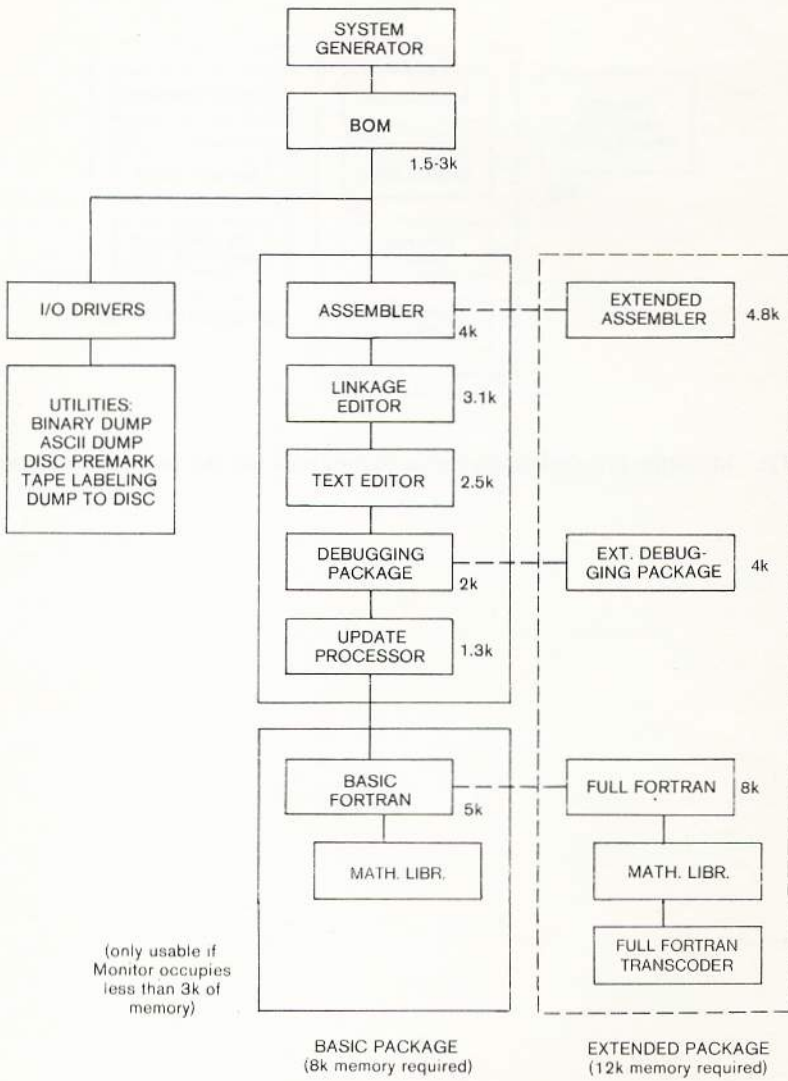 SYSTEM
GENERATOR
BOM
1.5-3k
I/O DRIVERS
UTILITIES:
BINARY DUMP
ASCII DUMP
DISC PREMARK
TAPE LABELING
DUMP TO DISC
ASSEMBLER
4k
LINKAGE
EDITOR
3.1k
TEXT EDITOR
2.5k
DEBUGGING
PACKAGE
2k
UPDATE
PROCESSOR
1.3k
BASIC
FORTRAN
5k
MATH. LIBR.
(only usable if
Monitor occupies
less than 3k of
memory)
BASIC PACKAGE
(8k memory required)
EXTENDED
ASSEMBLER
4.8k
EXT. DEBUG-
GING PACKAGE
4k
FULL FORTRAN
8k
MATH. LIBR.
FULL FORTRAN
TRANSCODER
EXTENDED PACKAGE
(12k memory required)